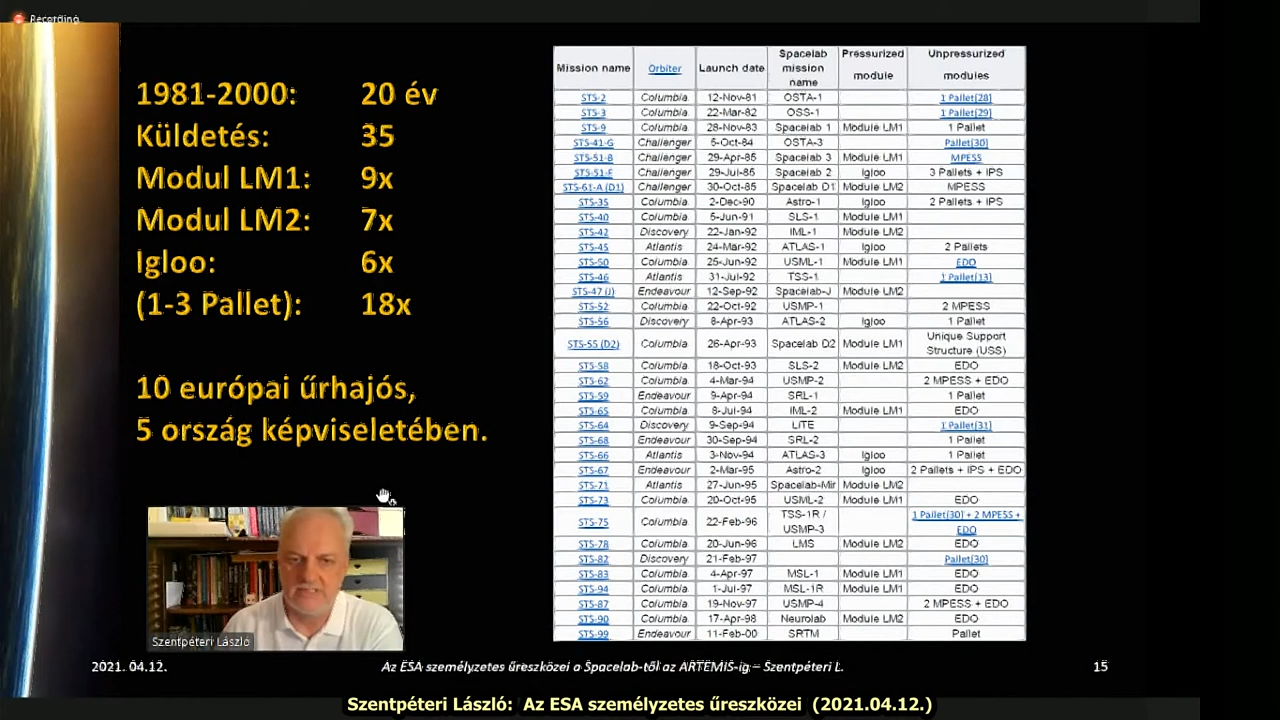 Recording
1981-2000: 20 év
Küldetés: 35
Modul LM1: 9x
Modul LM2: 7x
Igloo: 6x
(1-3 Pallet): 18x
10 európai űrhajós,
5 ország képviseletében.
Mission name Orbiter Launch date Spacelab mission name Pressurized module Unpressurized modules
STS-2 Columbia 12-Nov-81 OSTA-1 1 Pallet(28)
STS-3 Columbia 22-Mar-82 OSS-1 1 Pallet(29)
STS-9 Columbia 28-Nov-83 Spacelab 1 Module LM1 1 Pallet
STS-41-G Challenger 5-Oct-84 OSTA-3 Pallet(30)
STS-51-B Challenger 29-Apr-85 Spacelab 3 Module LM1 MPESS
STS-51-F Challenger 29-Jul-85 Spacelab 2 Igloo 3 Pallets + IPS
STS-61-A (D1) Challenger 30-Oct-85 Spacelab D1 Module LM2 MPESS
STS-35 Columbia 2-Dec-90 Astro-1 Igloo 2 Pallets + IPS
STS-40 Columbia 5-Jun-91 SLS-1 Module LM1
STS-42 Discovery 22-Jan-92 IML-1 Module LM2
STS-45 Atlantis 24-Mar-92 ATLAS-1 Igloo 2 Pallets
STS-50 Columbia 25-Jun-92 USML-1 Module LM1 EDO
STS-46 Atlantis 31-Jul-92 TSS-1 1 Pallet(13)
STS-47 (J) Endeavour 12-Sep-92 Spacelab-J Module LM2
STS-52 Columbia 22-Oct-92 USMP-1 2 MPESS
STS-56 Discovery 8-Apr-93 ATLAS-2 Igloo 1 Pallet
STS-55 (D2) Columbia 26-Apr-93 Spacelab D2 Module LM1 Unique Support Structure (USS)
STS-58 Columbia 18-Oct-93 SLS-2 Module LM2 EDO
STS-62 Columbia 4-Mar-94 USMP-2 2 MPESS + EDO
STS-59 Endeavour 9-Apr-94 SRL-1 1 Pallet
STS-65 Columbia 8-Jul-94 IML-2 Module LM1 EDO
STS-64 Discovery 9-Sep-94 LITE 1 Pallet(31)
STS-68 Endeavour 30-Sep-94 SRL-2 1 Pallet
STS-66 Atlantis 3-Nov-94 ATLAS-3 Igloo 1 Pallet
STS-67 Endeavour 2-Mar-95 Astro-2 Igloo 2 Pallets + IPS + EDO
STS-71 Atlantis 27-Jun-95 Spacelab-Mir Module LM2
STS-73 Columbia 20-Oct-95 USML-2 Module LM1 EDO
STS-75 Columbia 22-Feb-96 TSS-1R / USMP-3 1 Pallet(30) + 2 MPESS + EDO
STS-78 Columbia 20-Jun-96 LMS Module LM2 EDO
STS-82 Discovery 21-Feb-97 Pallet(30)
STS-83 Columbia 4-Apr-97 MSL-1 Module LM1 EDO
STS-94 Columbia 1-Jul-97 MSL-1R Module LM1 EDO
STS-87 Columbia 19-Nov-97 USMP-4 2 MPESS + EDO
STS-90 Columbia 17-Apr-98 Neurolab Module LM2 EDO
STS-99 Endeavour 11-Feb-00 SRTM Pallet
Szentpéteri László
2021. 04.12. Az ESA személyzetes űreszközei a Spacelab-től az ARTEMIS-ig – Szentpéteri L. 15
Szentpéteri László: Az ESA személyzetes űreszközei (2021.04.12.)